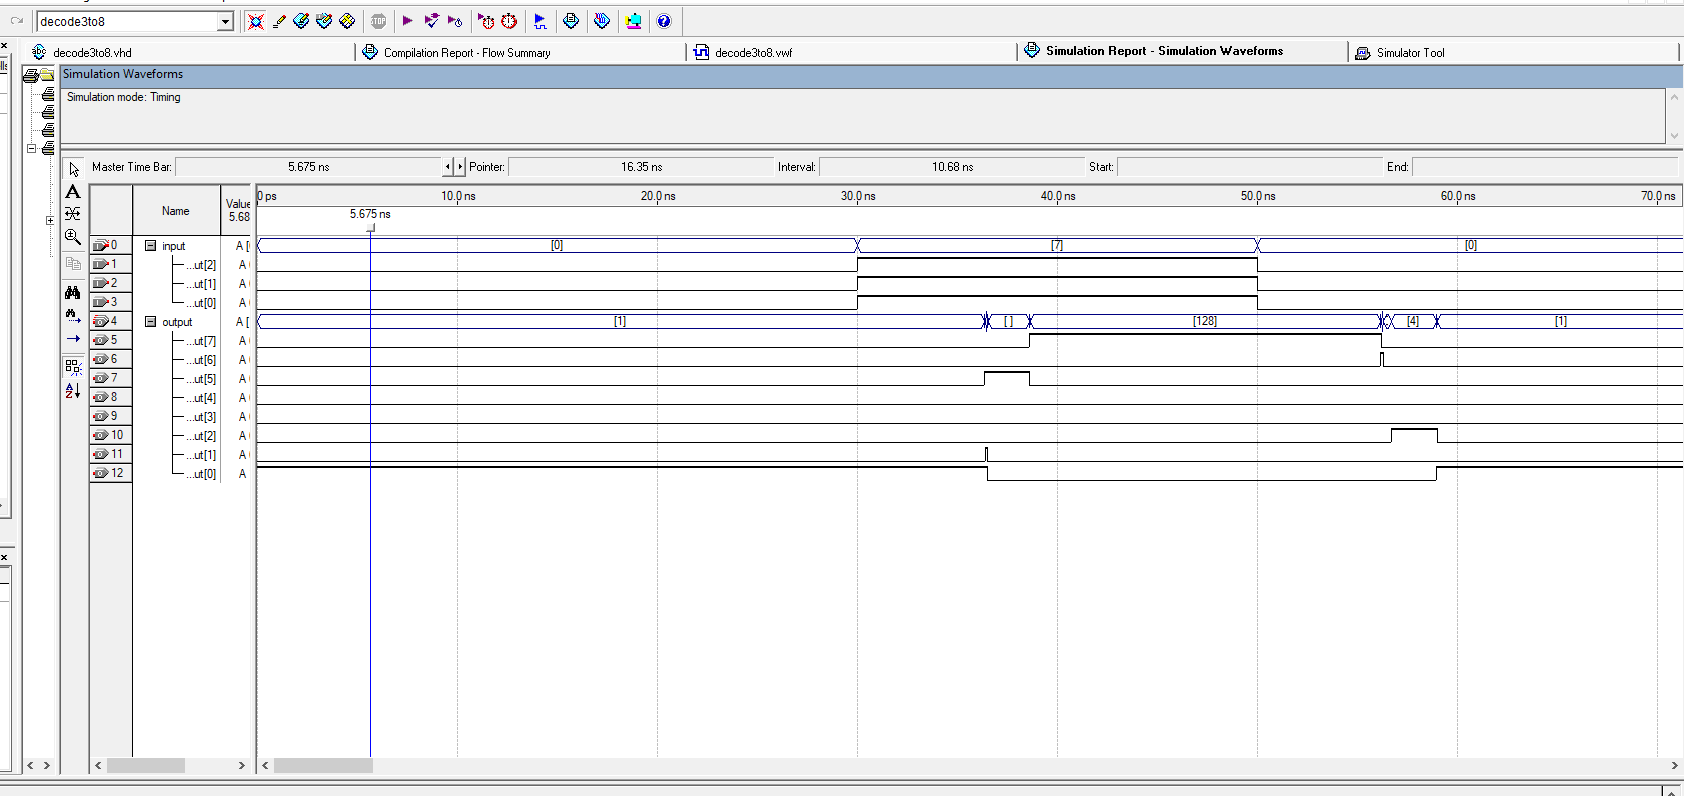 decode3to8
STOP
abc decode3to8.vhd
Compilation Report - Flow Summary
decode3to8.vwf
Simulation Report - Simulation Waveforms
Simulator Tool
Simulation Waveforms
Simulation mode: Timing
Master Time Bar: 5.675 ns Pointer: 16.35 ns Interval: 10.68 ns Start: End:
Name
Value
5.68
0 ps 10.0 ns 20.0 ns 30.0 ns 40.0 ns 50.0 ns 60.0 ns 70.0 ns
5.675 ns
0 input A [ [0] [7] [0]
1 ...ut[2] A
2 ...ut[1] A
3 ...ut[0] A
4 output A [ [1] [ ] [128] [4] [1]
5 ...ut[7] A
6 ...ut[6] A
7 ...ut[5] A
8 ...ut[4] A
9 ...ut[3] A
10 ...ut[2] A
11 ...ut[1] A
12 ...ut[0] A